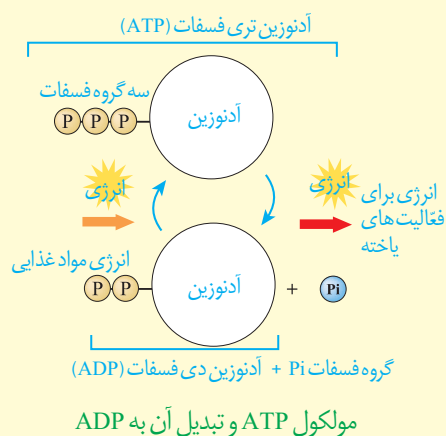 آدنوزین تری فسفات (ATP)
سه گروه فسفات
P P P
آدنوزین
انرژی
انرژی
انرژی برای
فعّالیت‌های
یاخته
انرژی مواد غذایی
P P
آدنوزین
+
Pi
گروه فسفات Pi + آدنوزین دی فسفات (ADP)
مولکول ATP و تبدیل آن به ADP